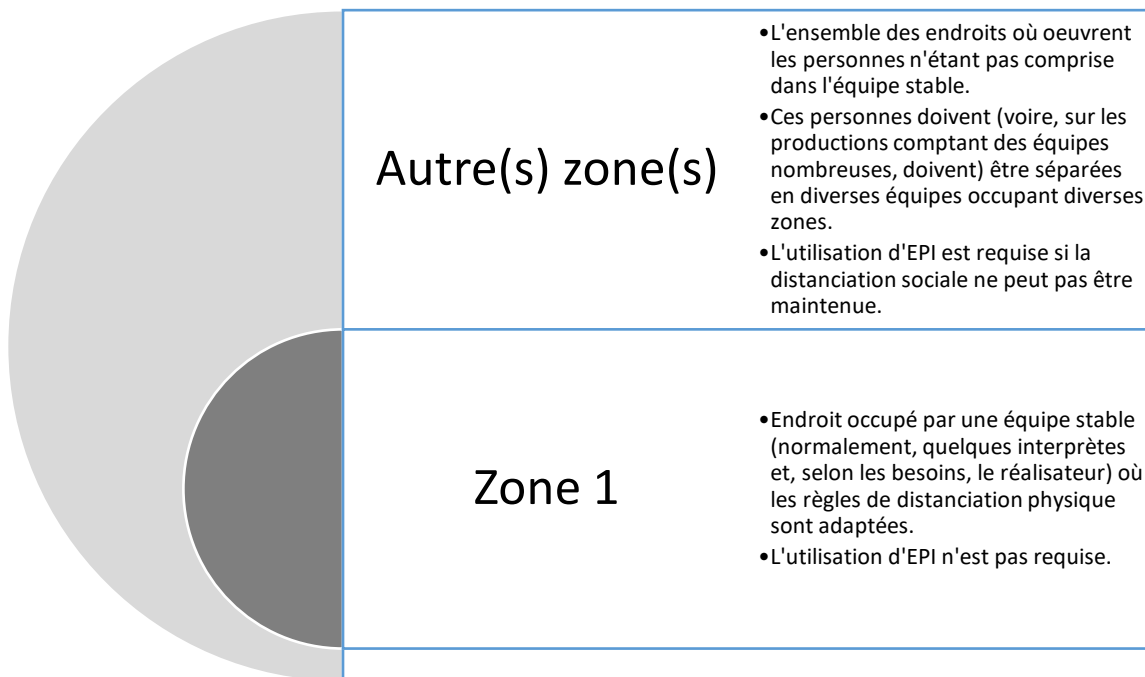 Autre(s) zone(s)
•L'ensemble des endroits où oeuvrent
les personnes n'étant pas comprise
dans l'équipe stable.
•Ces personnes doivent (voire, sur les
productions comptant des équipes
nombreuses, doivent) être séparées
en diverses équipes occupant diverses
zones.
•L'utilisation d'EPI est requise si la
distanciation sociale ne peut pas être
maintenue.
Zone 1
•Endroit occupé par une équipe stable
(normalement, quelques interprètes
et, selon les besoins, le réalisateur) où
les règles de distanciation physique
sont adaptées.
•L'utilisation d'EPI n'est pas requise.